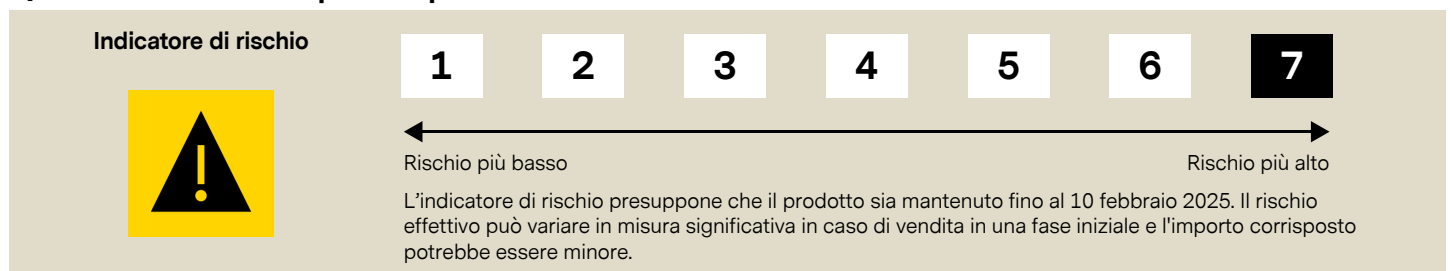 Indicatore di rischio
1 2 3 4 5 6 7
Rischio più basso Rischio più alto
L'indicatore di rischio presuppone che il prodotto sia mantenuto fino al 10 febbraio 2025. Il rischio
effettivo può variare in misura significativa in caso di vendita in una fase iniziale e l'importo corrisposto
potrebbe essere minore.